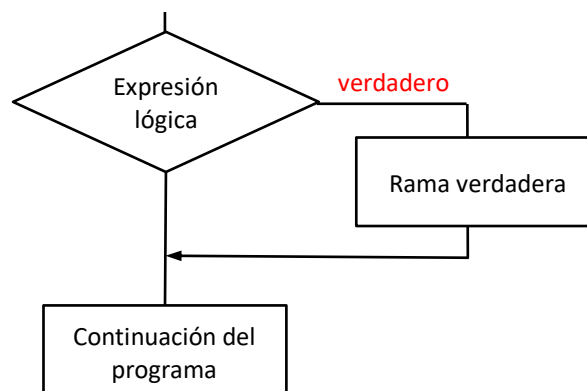 Expresión
lógica
verdadero
Rama verdadera
Continuación del
programa